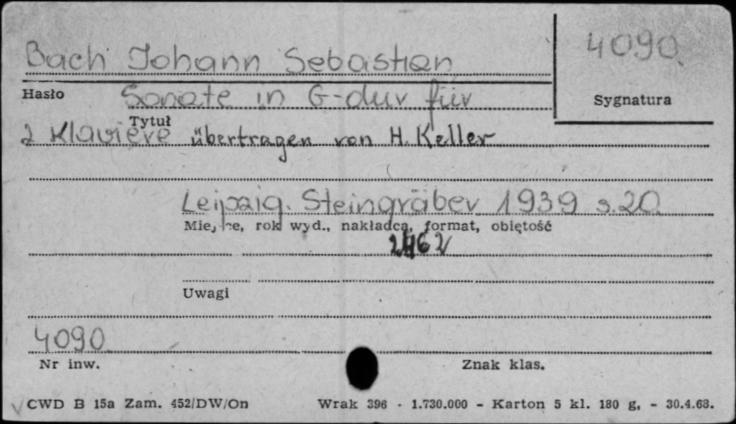 Bach Johann Sebastian
4090
Hasło
Sonate in G-dur für
Sygnatura
Tytuł
2 Klaviere übertragen von H. Keller
Leipzig. Steingräber 1939 s.20
Miejsce, rok wyd., nakładca, format, obiętość
2462
Uwagi
4090
Nr inw.
Znak klas.
CWD B 15a Zam. 452/DW/On Wrak 396 - 1.730.000 - Karton 5 kl. 180 g, - 30.4.68.